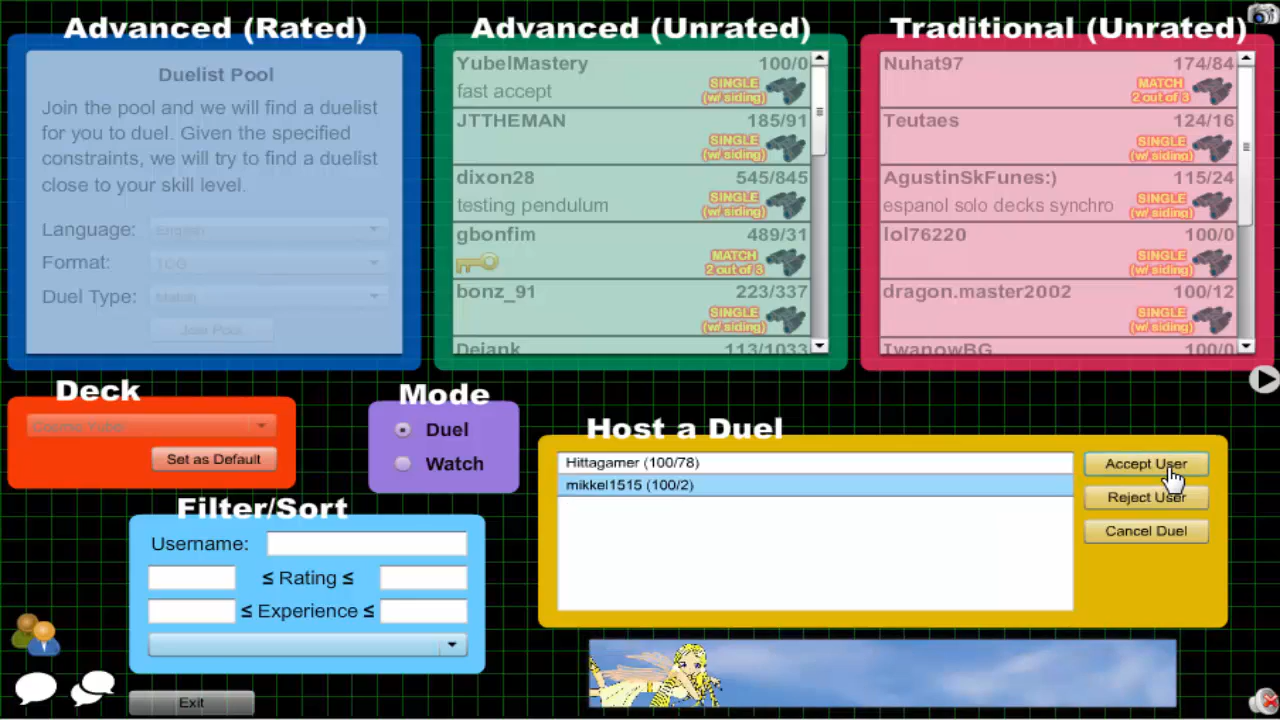 Advanced (Rated)
Duelist Pool
Join the pool and we will find a duelist
for you to duel. Given the specified
constraints, we will try to find a duelist
close to your skill level.
Language: English
Format: TCG
Duel Type: Match
Join Pool
Advanced (Unrated)
YubelMastery 100/0
fast accept SINGLE
(w/ siding)
JTTHEMAN 185/91
SINGLE
(w/ siding)
dixon28 545/845
SINGLE
testing pendulum (w/ siding)
gbonfim 489/31
MATCH
2 out of 3
bonz_91 223/337
SINGLE
(w/ siding)
Dejank 113/1033
Traditional (Unrated)
Nuhat97 174/84
MATCH
2 out of 3
Teutaes 124/16
SINGLE
(w/ siding)
AgustinSkFunes:) 115/24
SINGLE
espanol solo decks synchro (w/ siding)
lol76220 100/0
SINGLE
(w/ siding)
dragon.master2002 100/12
SINGLE
(w/ siding)
IwanowBG 100/0
Deck
Set as Default
Mode
Duel
Watch
Filter/Sort
Username:
≤ Rating ≤
≤ Experience ≤
Host a Duel
Hittagamer (100/78)
mikkel1515 (100/2)
Accept User
Reject User
Cancel Duel
Exit